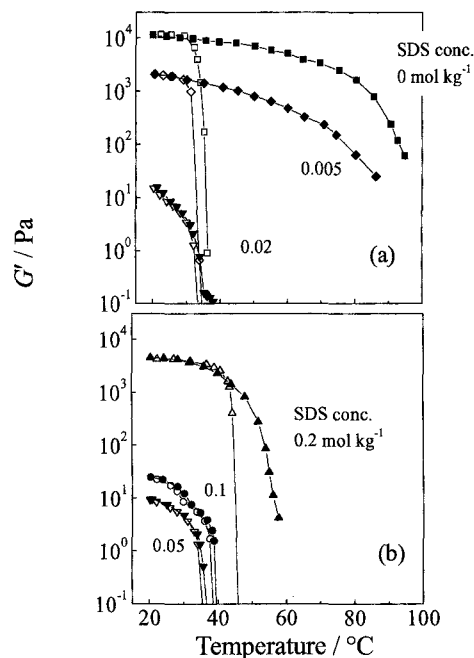 G' / Pa
10⁴
10³
10²
10¹
10⁰
10⁻¹
SDS conc.
0 mol kg⁻¹
0.005
0.02
(a)
10⁴
10³
10²
10¹
10⁰
10⁻¹
SDS conc.
0.2 mol kg⁻¹
0.1
0.05
(b)
20 40 60 80 100
Temperature / °C